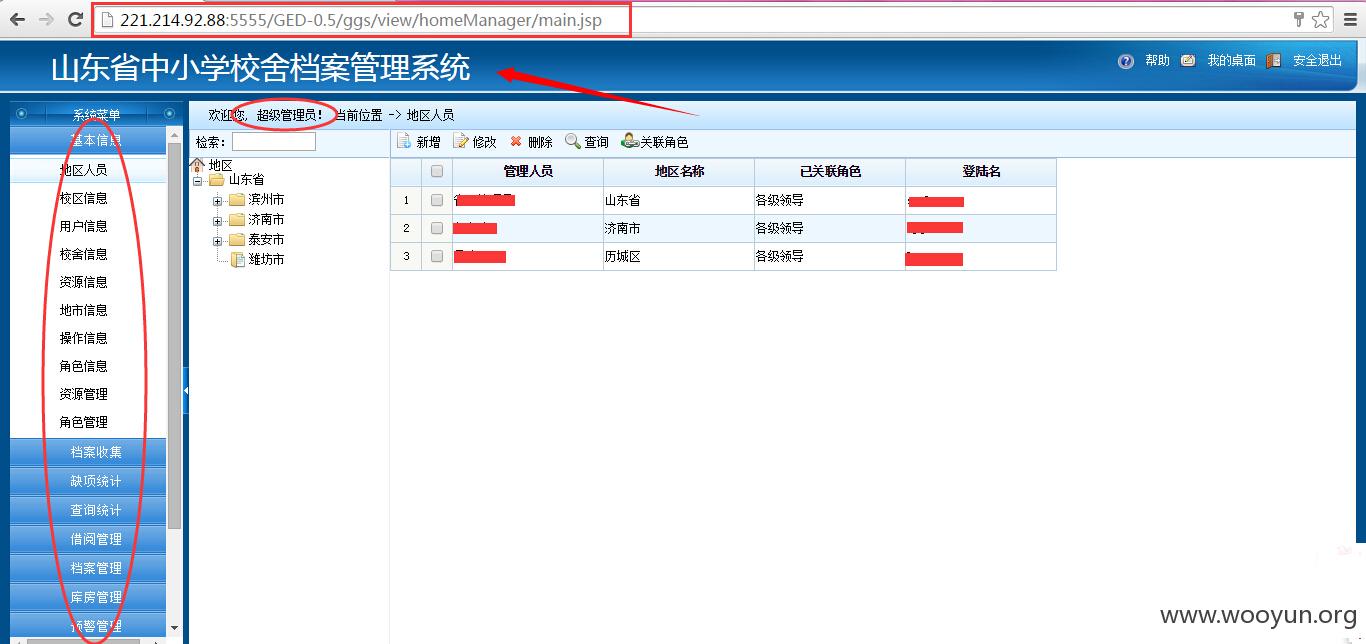 221.214.92.88:5555/GED-0.5/ggs/view/homeManager/main.jsp
山东省中小学校舍档案管理系统
帮助 我的桌面 安全退出
系统菜单
欢迎您, 超级管理员! 当前位置 -> 地区人员
基本信息
检索:
新增 修改 删除 查询 关联角色
地区人员
校区信息
用户信息
校舍信息
资源信息
地市信息
操作信息
角色信息
资源管理
角色管理
档案收集
缺项统计
查询统计
借阅管理
档案管理
库房管理
预警管理
地区
山东省
滨州市
济南市
泰安市
潍坊市
管理人员 地区名称 已关联角色 登陆名
1 山东省 各级领导
2 济南市 各级领导
3 历城区 各级领导
www.wooyun.org